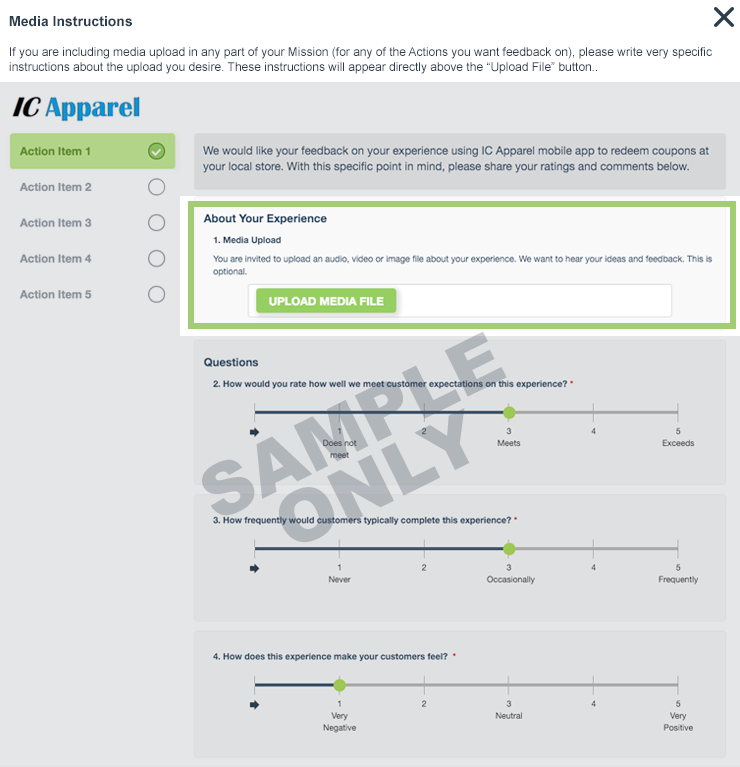 Media Instructions
If you are including media upload in any part of your Mission (for any of the Actions you want feedback on), please write very specific
instructions about the upload you desire. These instructions will appear directly above the “Upload File” button..
IC Apparel
Action Item 1
Action Item 2
Action Item 3
Action Item 4
Action Item 5
We would like your feedback on your experience using IC Apparel mobile app to redeem coupons at
your local store. With this specific point in mind, please share your ratings and comments below.
About Your Experience
1. Media Upload
You are invited to upload an audio, video or image file about your experience. We want to hear your ideas and feedback. This is
optional.
UPLOAD MEDIA FILE
Questions
2. How would you rate how well we meet customer expectations on this experience? *
1 2 3 4 5
Does not Meets Exceeds
meet
SAMPLE
ONLY
3. How frequently would customers typically complete this experience? *
1 2 3 4 5
Never Occasionally Frequently
4. How does this experience make your customers feel? *
1 2 3 4 5
Very Neutral Very
Negative Positive